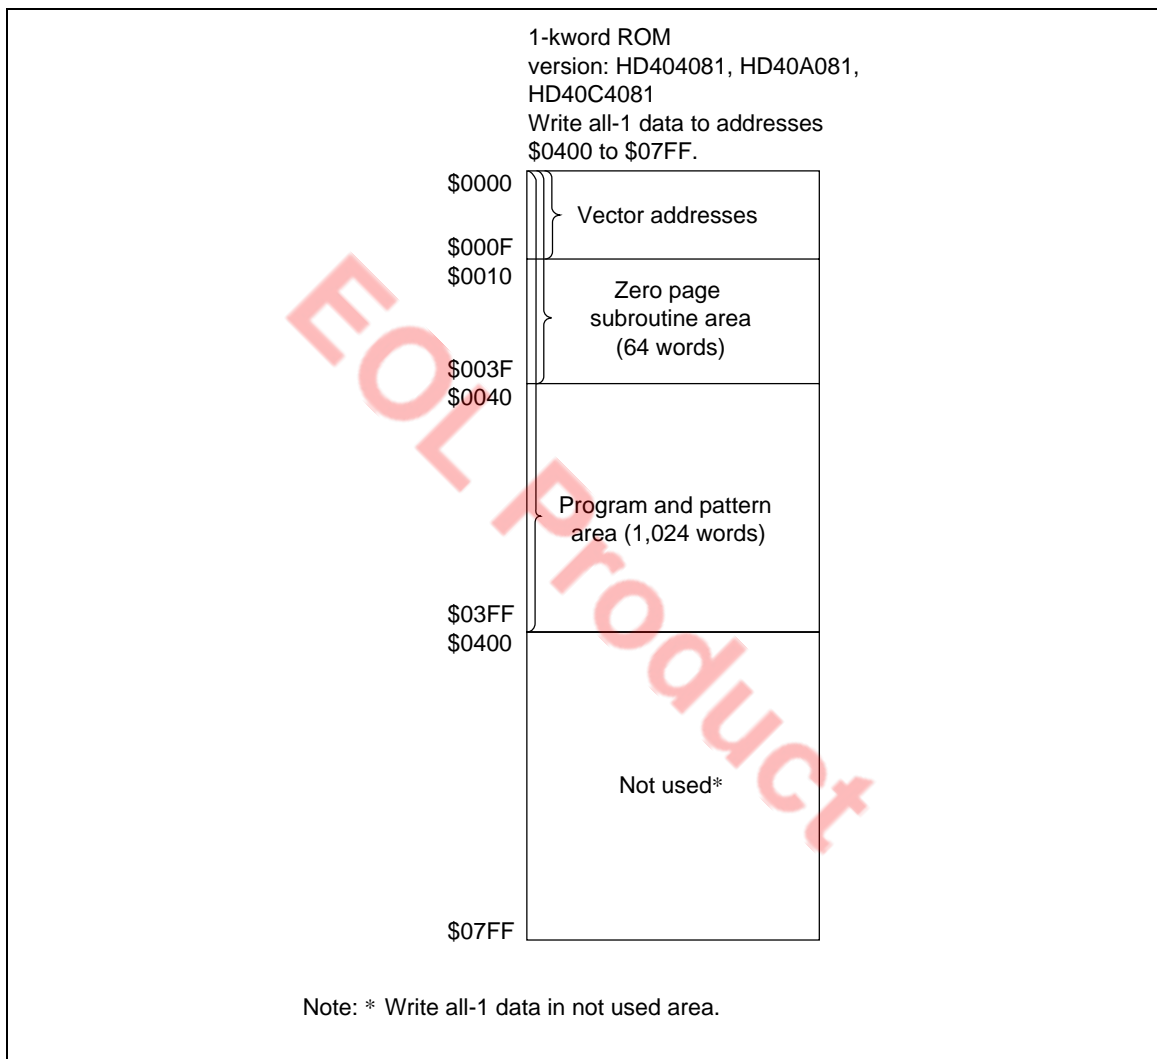 1-kword ROM
version: HD404081, HD40A081,
HD40C4081
Write all-1 data to addresses
$0400 to $07FF.
$0000
Vector addresses
$000F
$0010
Zero page
subroutine area
(64 words)
$003F
$0040
Program and pattern
area (1,024 words)
$03FF
$0400
Not used*
$07FF
Note: * Write all-1 data in not used area.
EOL Product